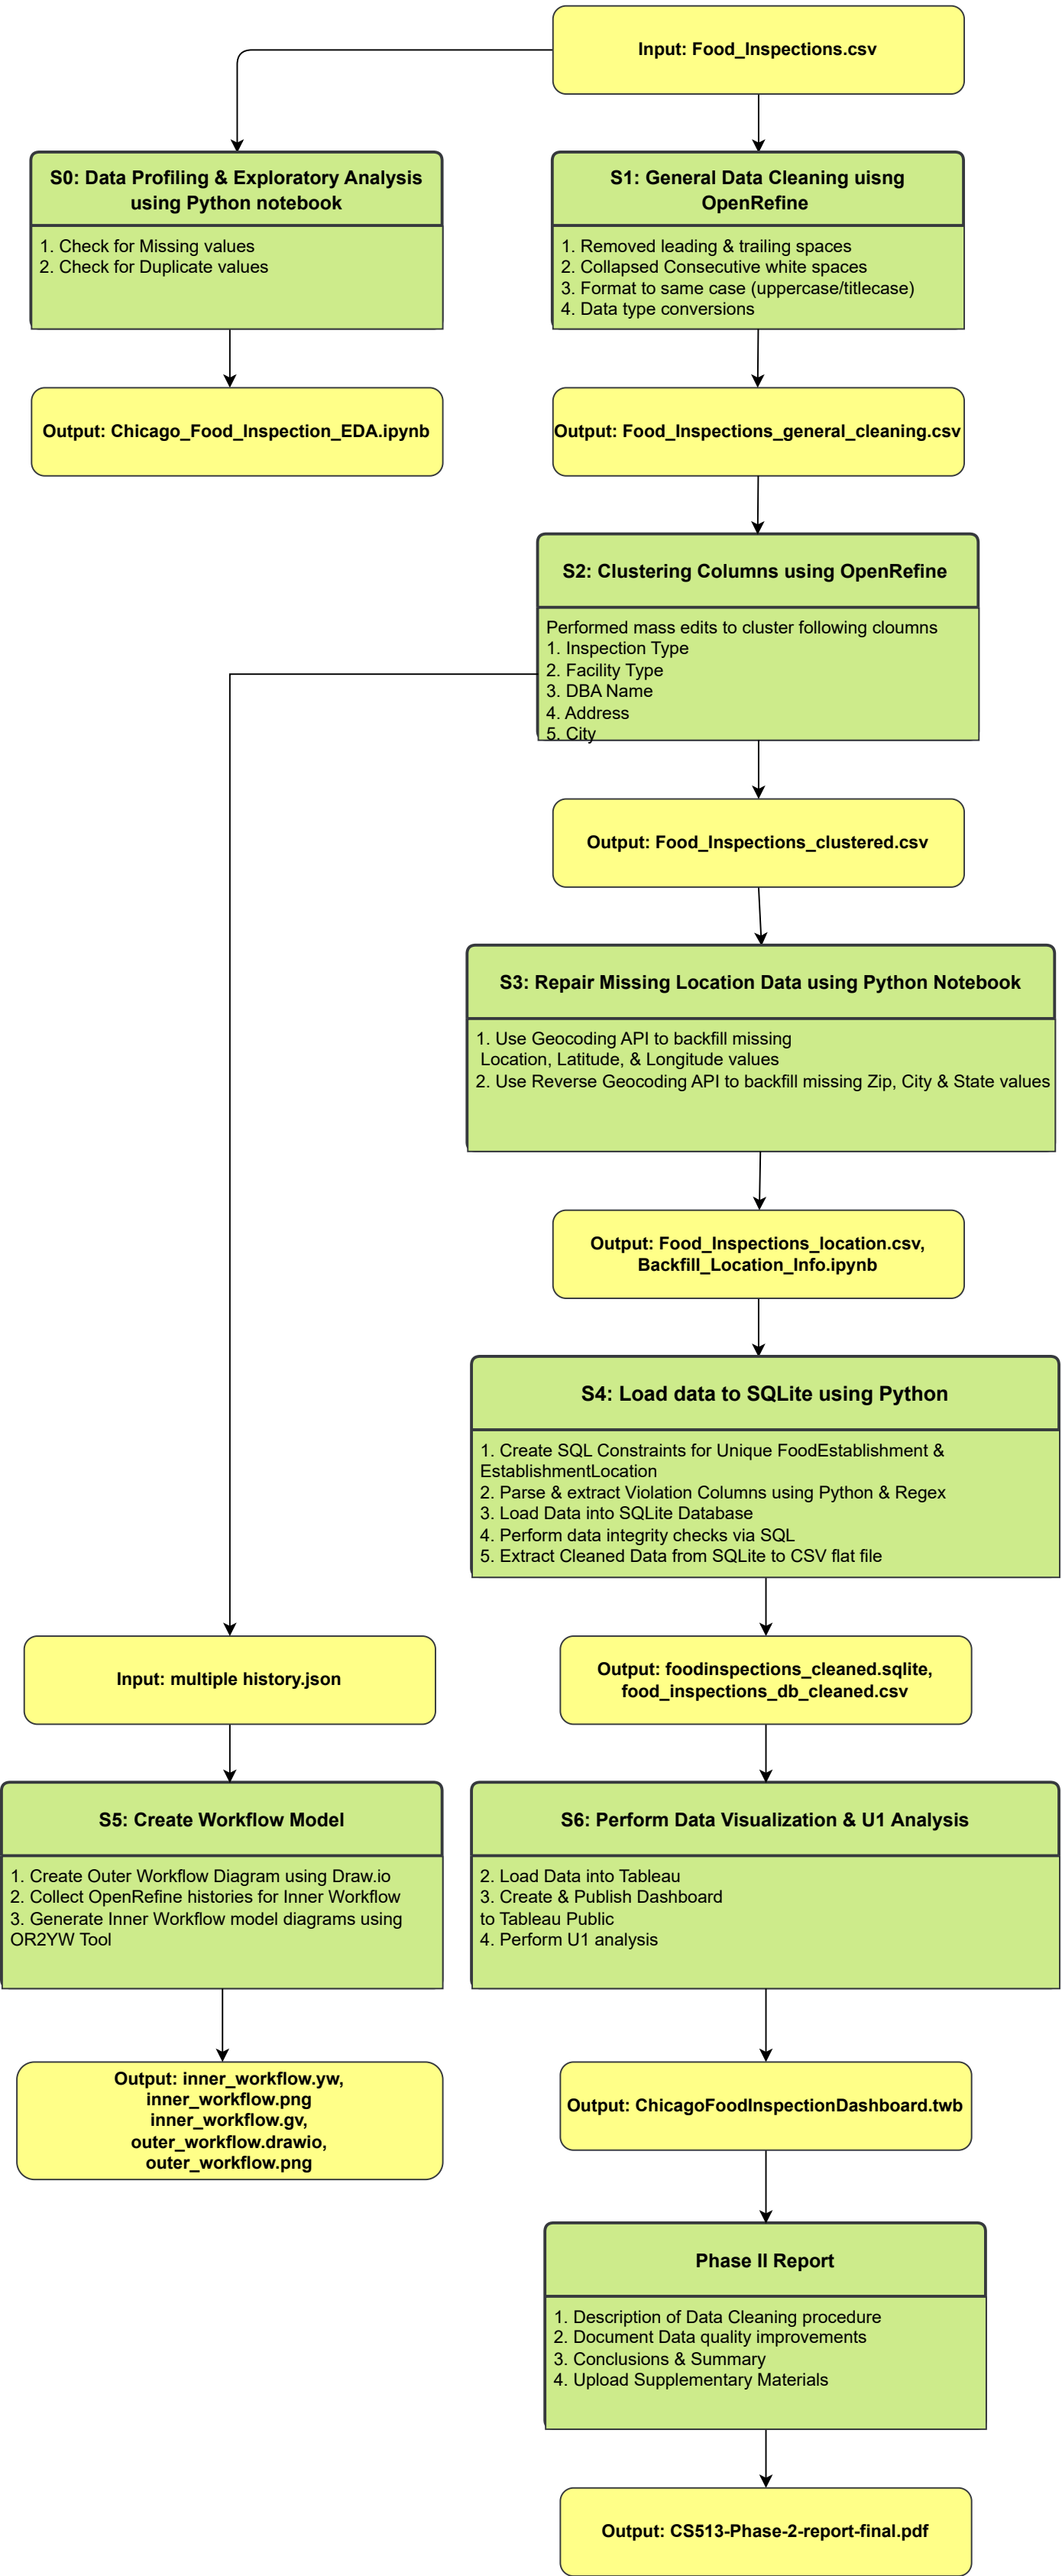 Input: Food_Inspections.csv
S0: Data Profiling & Exploratory Analysis
using Python notebook
1. Check for Missing values
2. Check for Duplicate values
S1: General Data Cleaning uisng
OpenRefine
1. Removed leading & trailing spaces
2. Collapsed Consecutive white spaces
3. Format to same case (uppercase/titlecase)
4. Data type conversions
Output: Chicago_Food_Inspection_EDA.ipynb
Output: Food_Inspections_general_cleaning.csv
S2: Clustering Columns using OpenRefine
Performed mass edits to cluster following cloumns
1. Inspection Type
2. Facility Type
3. DBA Name
4. Address
5. City
Output: Food_Inspections_clustered.csv
S3: Repair Missing Location Data using Python Notebook
1. Use Geocoding API to backfill missing
Location, Latitude, & Longitude values
2. Use Reverse Geocoding API to backfill missing Zip, City & State values
Output: Food_Inspections_location.csv,
Backfill_Location_Info.ipynb
S4: Load data to SQLite using Python
1. Create SQL Constraints for Unique FoodEstablishment &
EstablishmentLocation
2. Parse & extract Violation Columns using Python & Regex
3. Load Data into SQLite Database
4. Perform data integrity checks via SQL
5. Extract Cleaned Data from SQLite to CSV flat file
Input: multiple history.json
Output: foodinspections_cleaned.sqlite,
food_inspections_db_cleaned.csv
S5: Create Workflow Model
1. Create Outer Workflow Diagram using Draw.io
2. Collect OpenRefine histories for Inner Workflow
3. Generate Inner Workflow model diagrams using
OR2YW Tool
S6: Perform Data Visualization & U1 Analysis
2. Load Data into Tableau
3. Create & Publish Dashboard
to Tableau Public
4. Perform U1 analysis
Output: inner_workflow.yw,
inner_workflow.png
inner_workflow.gv,
outer_workflow.drawio,
outer_workflow.png
Output: ChicagoFoodInspectionDashboard.twb
Phase II Report
1. Description of Data Cleaning procedure
2. Document Data quality improvements
3. Conclusions & Summary
4. Upload Supplementary Materials
Output: CS513-Phase-2-report-final.pdf